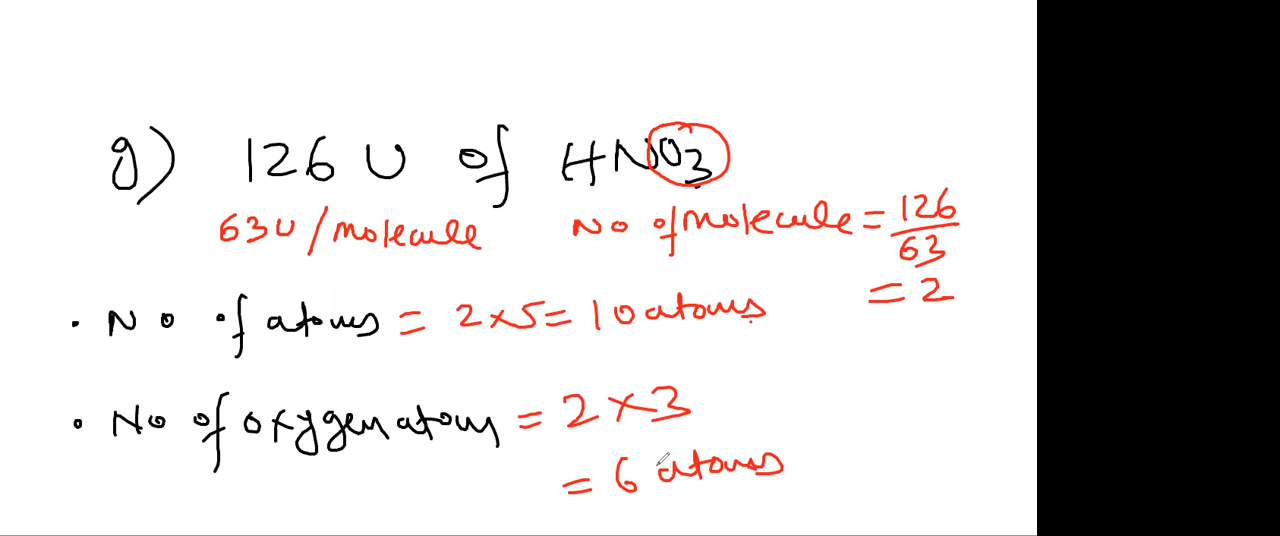 g) 126 U of HNO3
63U/molecule No of molecule = 126/63
= 2
. No of atoms = 2×5= 10 atoms
. No of oxygen atom = 2 × 3
= 6 atoms